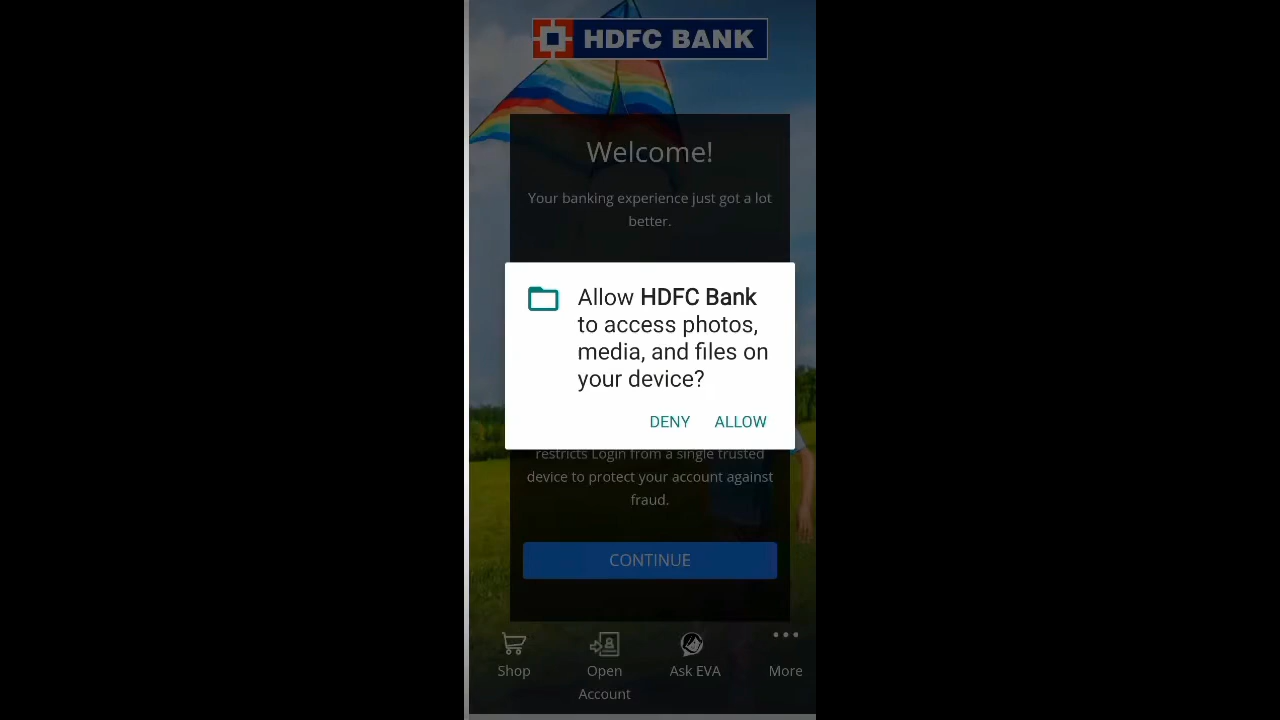 HDFC BANK
Welcome!
Your banking experience just got a lot
better.
Allow HDFC Bank
to access photos,
media, and files on
your device?
DENY ALLOW
restricts Login from a single trusted
device to protect your account against
fraud.
CONTINUE
Shop Open Ask EVA More
Account